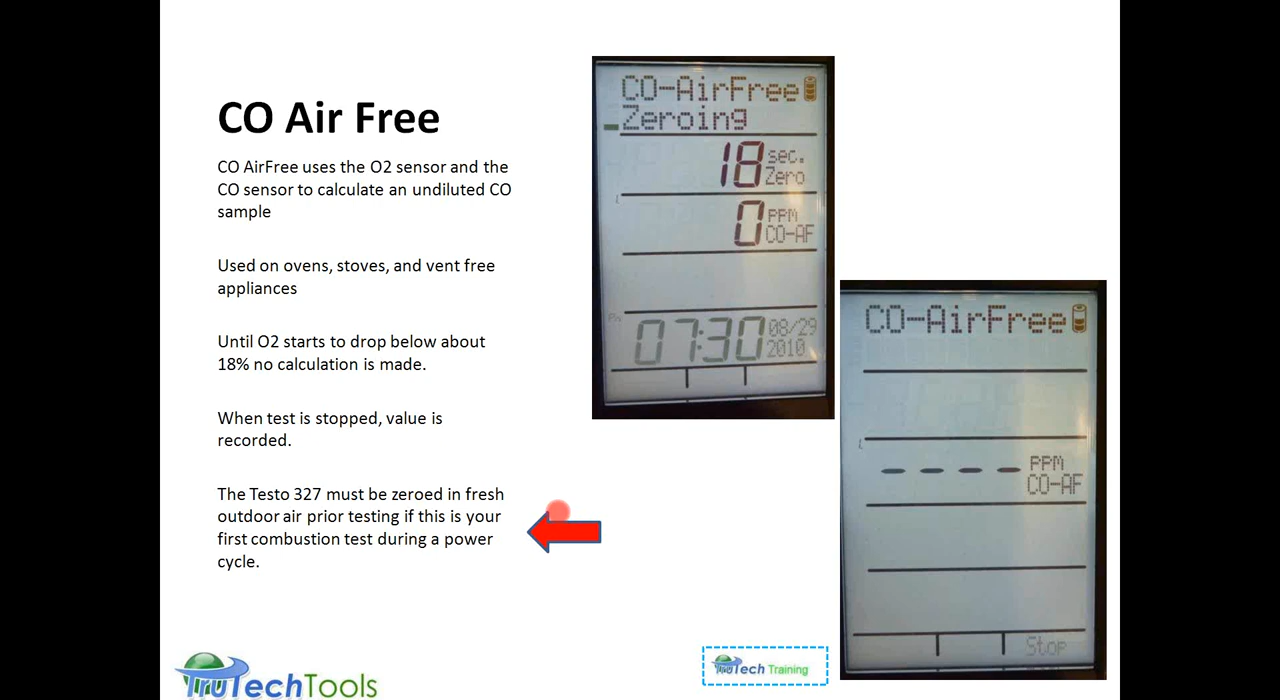 CO Air Free
CO AirFree uses the O2 sensor and the
CO sensor to calculate an undiluted CO
sample
Used on ovens, stoves, and vent free
appliances
Until O2 starts to drop below about
18% no calculation is made.
When test is stopped, value is
recorded.
The Testo 327 must be zeroed in fresh
outdoor air prior testing if this is your
first combustion test during a power
cycle.
CO-AirFree
Zeroing
18 sec.
Zero
0 PPM
CO-AF
07:30 08/29
2010
CO-AirFree
---- PPM
CO-AF
Stop
TruTechTools
TruTech Training